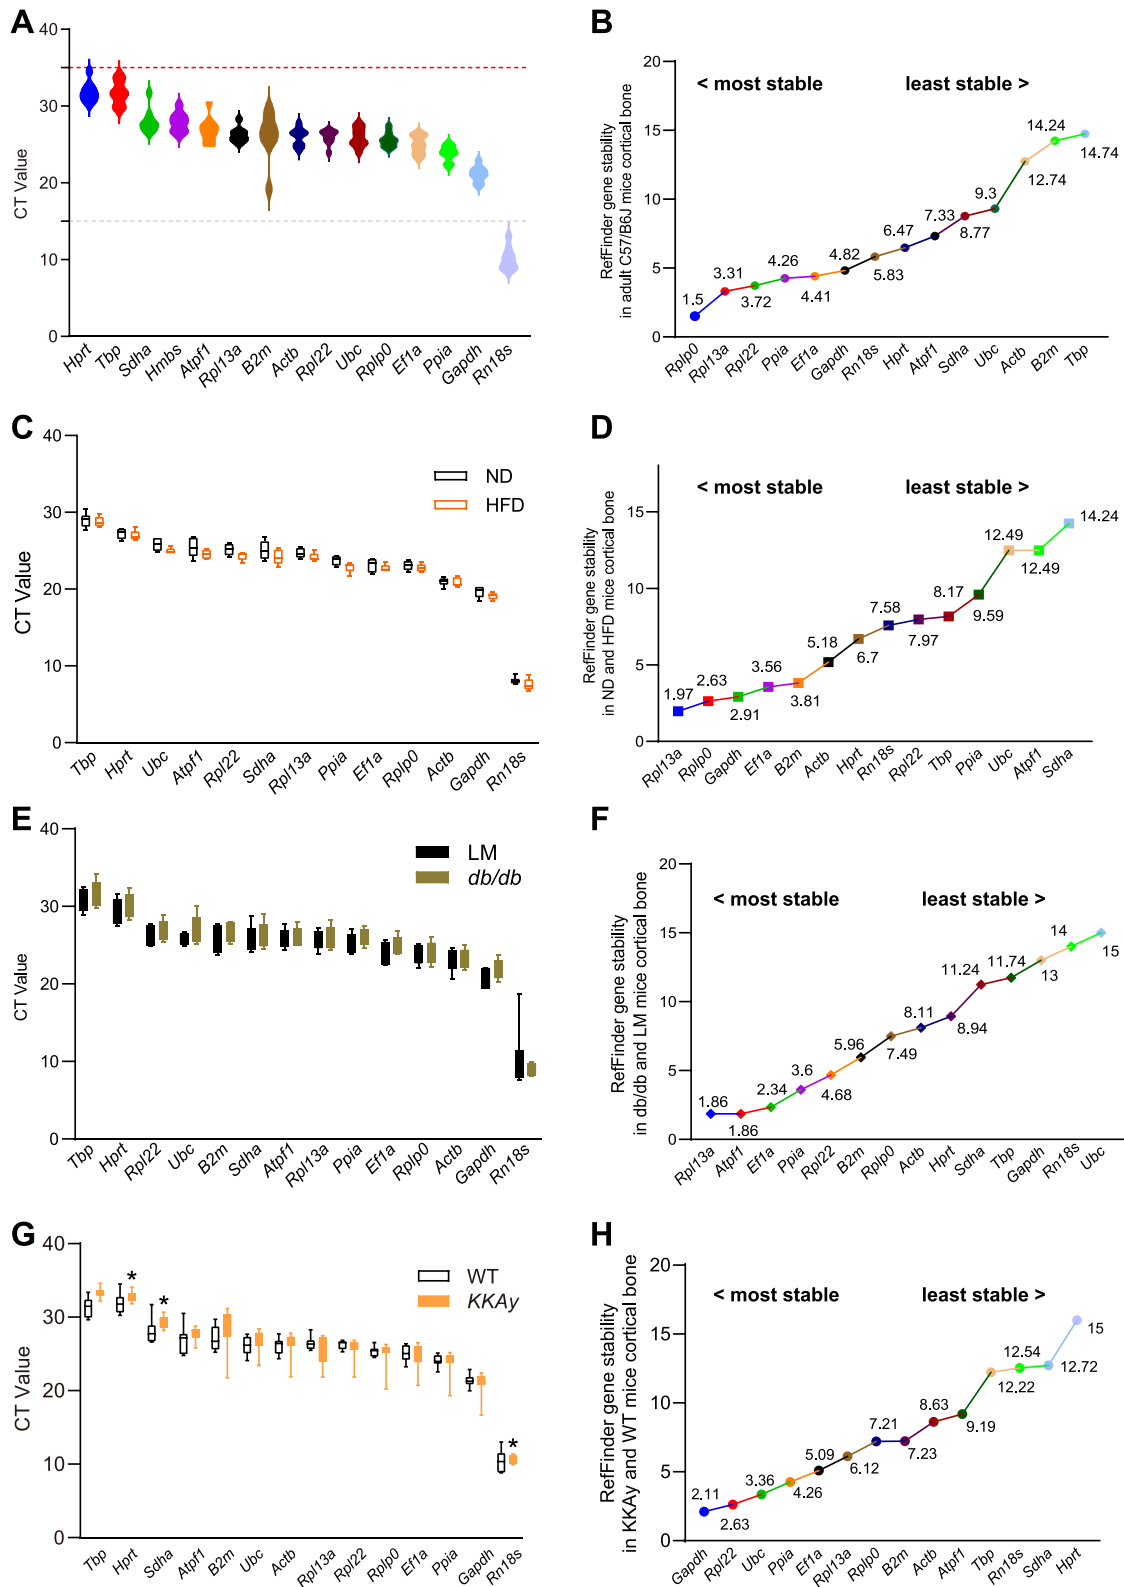 A
CT Value
40
30
20
10
0
Hprt
Tbp
Sdha
Hmbs
Atpf1
Rpl13a
B2m
Actb
Rpl22
Ubc
Rplp0
Ef1a
Ppia
Gapdh
Rn18s
B
RefFinder gene stability
in adult C57/B6J mice cortical bone
20
15
10
5
0
< most stable
least stable >
1.5
3.31
3.72
4.26
4.41
4.82
5.83
6.47
7.33
8.77
9.3
12.74
14.24
14.74
Rplp0
Rpl13a
Rpl22
Ppia
Ef1a
Gapdh
Rn18s
Hprt
Atpf1
Sdha
Ubc
Actb
B2m
Tbp
C
CT Value
40
30
20
10
0
ND
HFD
Tbp
Hprt
Ubc
Atpf1
Rpl22
Sdha
Rpl13a
Ppia
Ef1a
Rplp0
Actb
Gapdh
Rn18s
D
RefFinder gene stability
in ND and HFD mice cortical bone
15
10
5
0
< most stable
least stable >
1.97
2.63
2.91
3.56
3.81
5.18
6.7
7.58
7.97
8.17
9.59
12.49
12.49
14.24
Rpl13a
Rplp0
Gapdh
Ef1a
B2m
Actb
Hprt
Rn18s
Rpl22
Tbp
Ppia
Ubc
Atpf1
Sdha
E
CT Value
40
30
20
10
0
LM
db/db
Tbp
Hprt
Rpl22
Ubc
B2m
Sdha
Atpf1
Rpl13a
Ppia
Ef1a
Rplp0
Actb
Gapdh
Rn18s
F
RefFinder gene stability
in db/db and LM mice cortical bone
20
15
10
5
0
< most stable
least stable >
1.86
1.86
2.34
3.6
4.68
5.96
7.49
8.11
8.94
11.24
11.74
13
14
15
Rpl13a
Atpf1
Ef1a
Ppia
Rpl22
B2m
Rplp0
Actb
Hprt
Sdha
Tbp
Gapdh
Rn18s
Ubc
G
CT Value
40
30
20
10
0
WT
KKAy
*
*
*
Tbp
Hprt
Sdha
Atpf1
B2m
Ubc
Actb
Rpl13a
Rpl22
Rplp0
Ef1a
Ppia
Gapdh
Rn18s
H
RefFinder gene stability
in KKAy and WT mice cortical bone
20
15
10
5
0
< most stable
least stable >
2.11
2.63
3.36
4.26
5.09
6.12
7.21
7.23
8.63
9.19
12.22
12.54
12.72
15
Gapdh
Rpl22
Ubc
Ppia
Ef1a
Rpl13a
Rplp0
B2m
Actb
Atpf1
Tbp
Rn18s
Sdha
Hprt